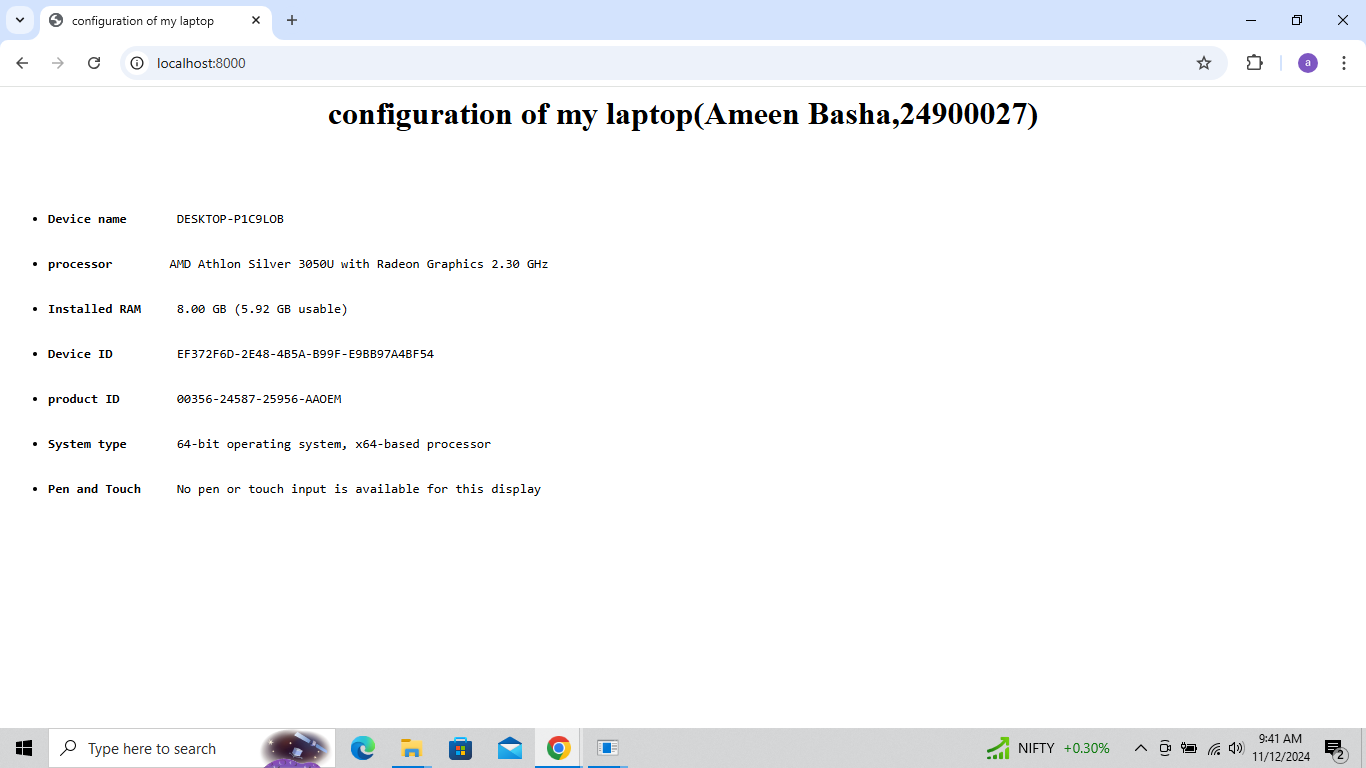 configuration of my laptop
localhost:8000
a
configuration of my laptop(Ameen Basha,24900027)
Device name DESKTOP-P1C9LOB
processor AMD Athlon Silver 3050U with Radeon Graphics 2.30 GHz
Installed RAM 8.00 GB (5.92 GB usable)
Device ID EF372F6D-2E48-4B5A-B99F-E9BB97A4BF54
product ID 00356-24587-25956-AAOEM
System type 64-bit operating system, x64-based processor
Pen and Touch No pen or touch input is available for this display
Type here to search
NIFTY +0.30%
9:41 AM
11/12/2024
2